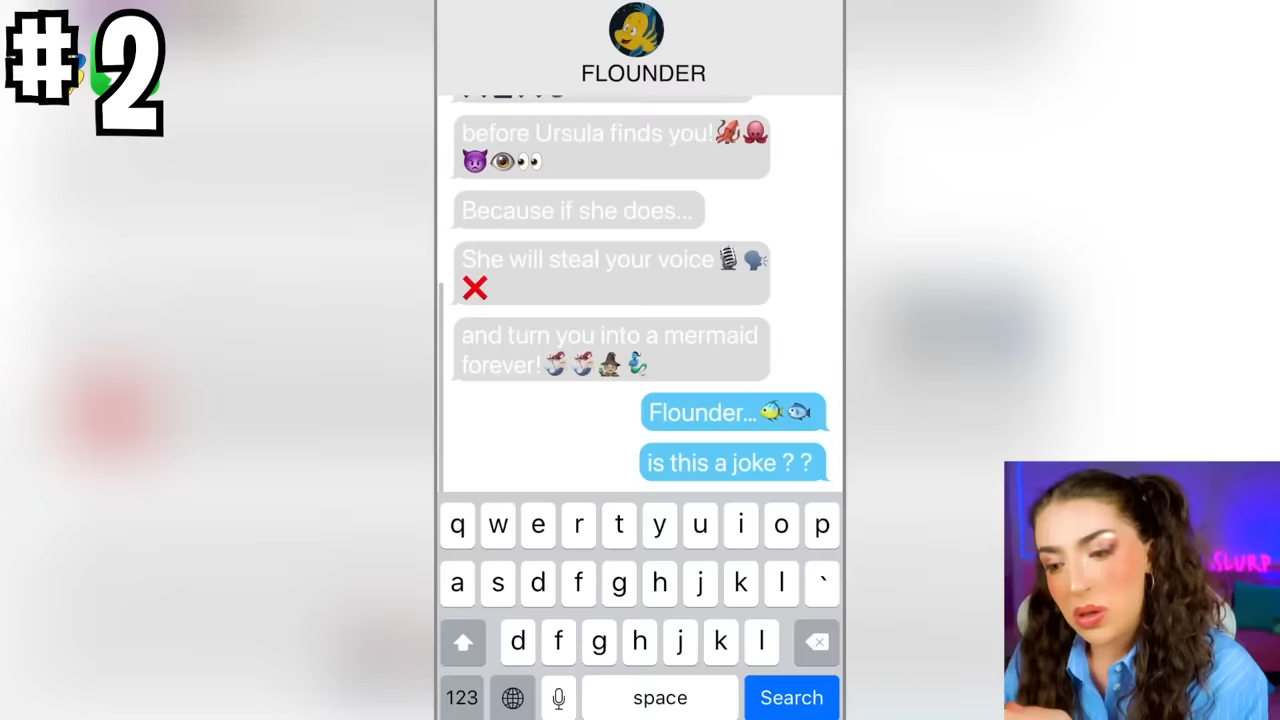 #2
FLOUNDER
before Ursula finds you!🦑🐙
😈👁️👀
Because if she does...
She will steal your voice🎙️🗣️
❌
and turn you into a mermaid
forever!🧜‍♀️🧜‍♀️🧙‍♀️🧜‍♂️
Flounder...🐠🐟
is this a joke ? ?
q w e r t y u i o p
a s d f g h j k l `
d f g h j k l
123 space Search
SLURP